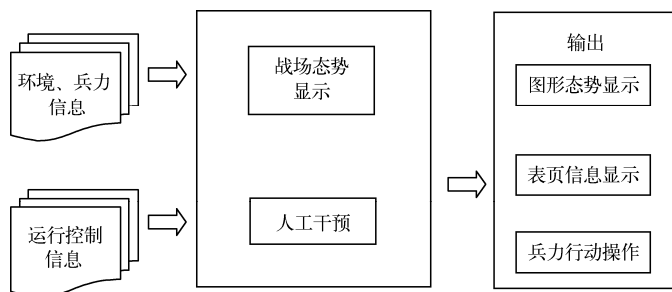 环境、兵力
信息
运行控制
信息
战场态势
显示
人工干预
输出
图形态势显示
表页信息显示
兵力行动操作